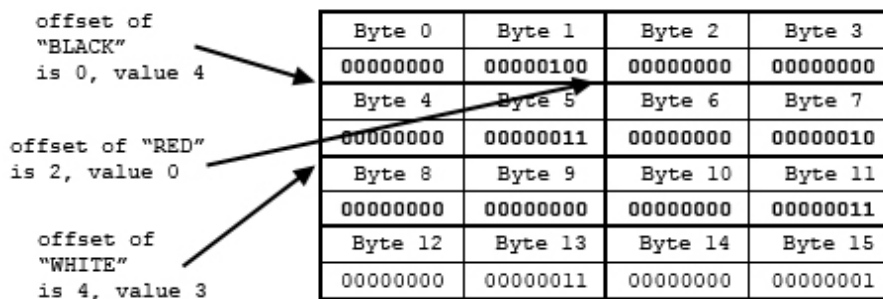 offset of
“BLACK”
is 0, value 4
offset of “RED”
is 2, value 0
offset of
“WHITE”
is 4, value 3
Byte 0 Byte 1 Byte 2 Byte 3
00000000 00000100 00000000 00000000
Byte 4 Byte 5 Byte 6 Byte 7
00000000 00000011 00000000 00000010
Byte 8 Byte 9 Byte 10 Byte 11
00000000 00000000 00000000 00000011
Byte 12 Byte 13 Byte 14 Byte 15
00000000 00000011 00000000 00000001